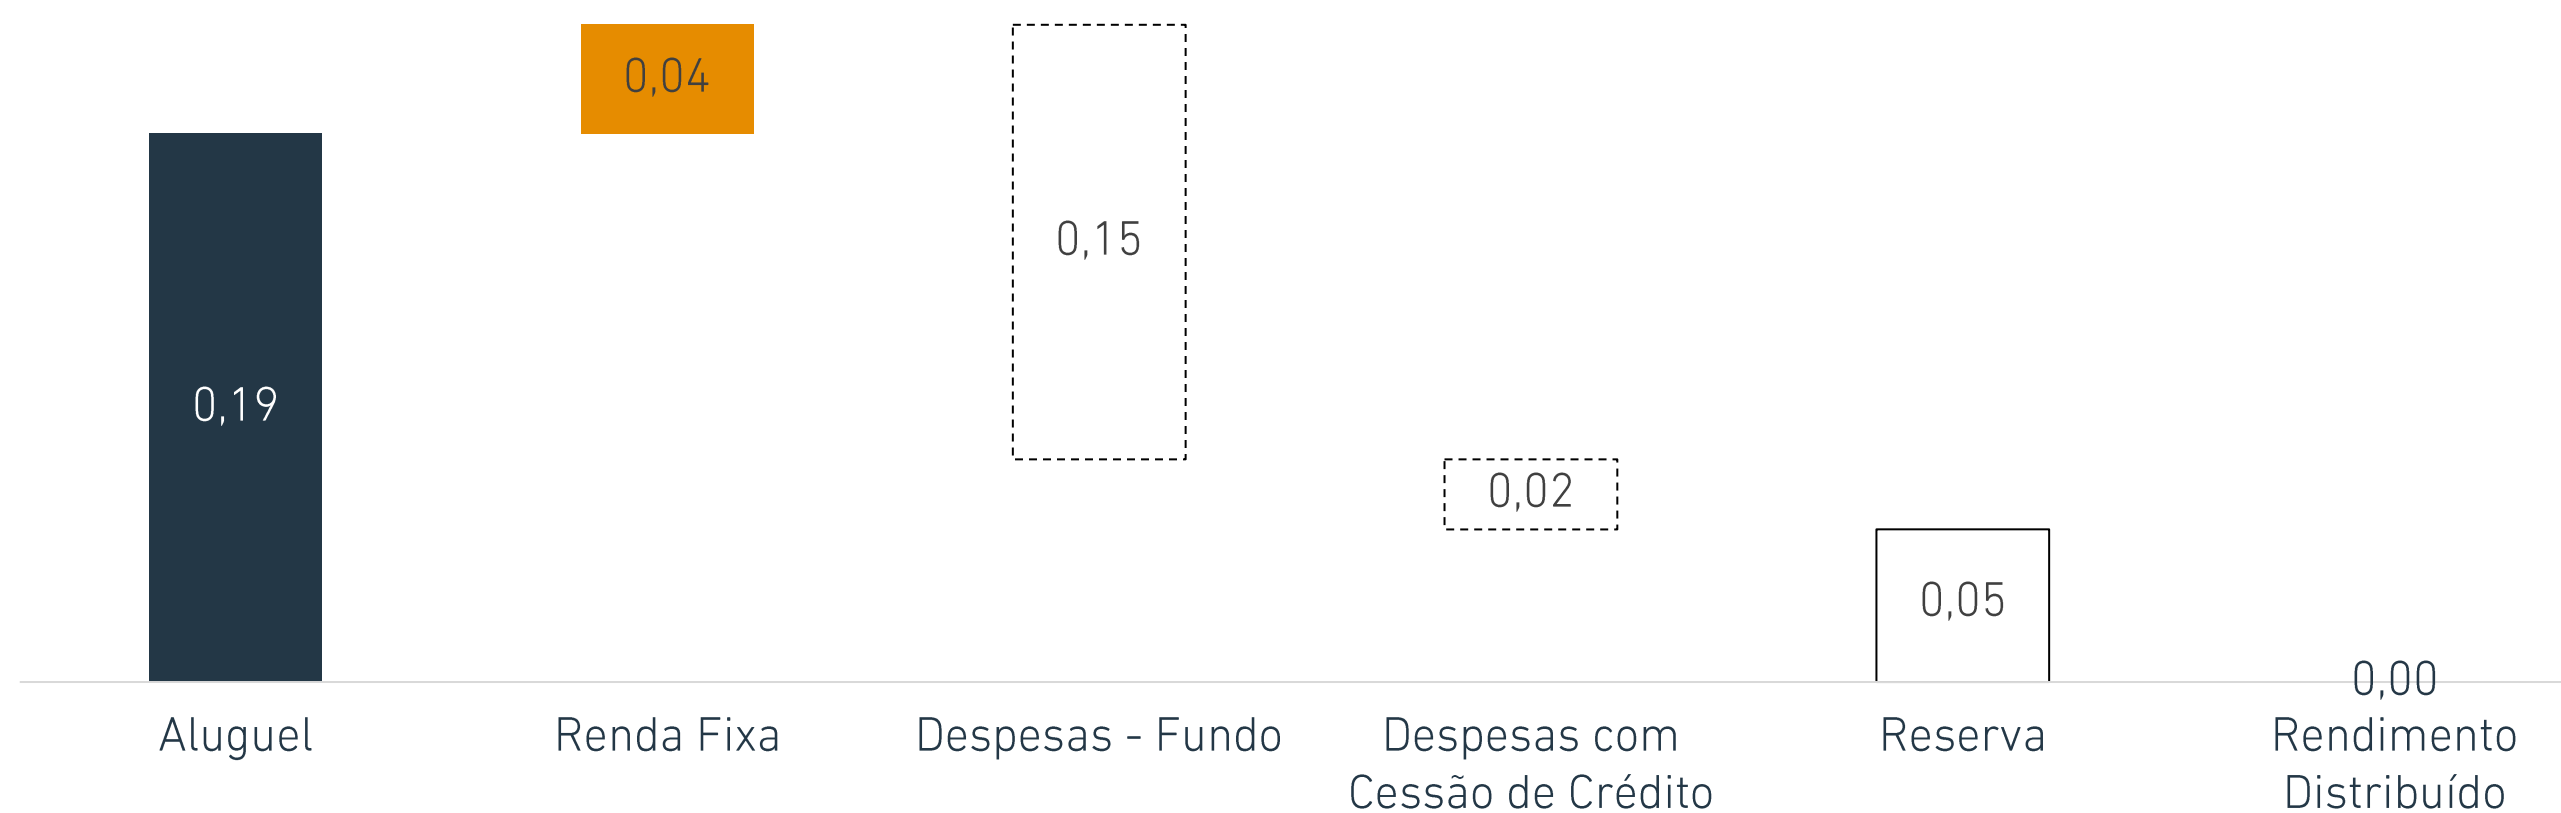 0,04
0,15
0,19
0,02
0,05
0,00
Aluguel
Renda Fixa
Despesas - Fundo
Despesas com
Cessão de Crédito
Reserva
Rendimento
Distribuído